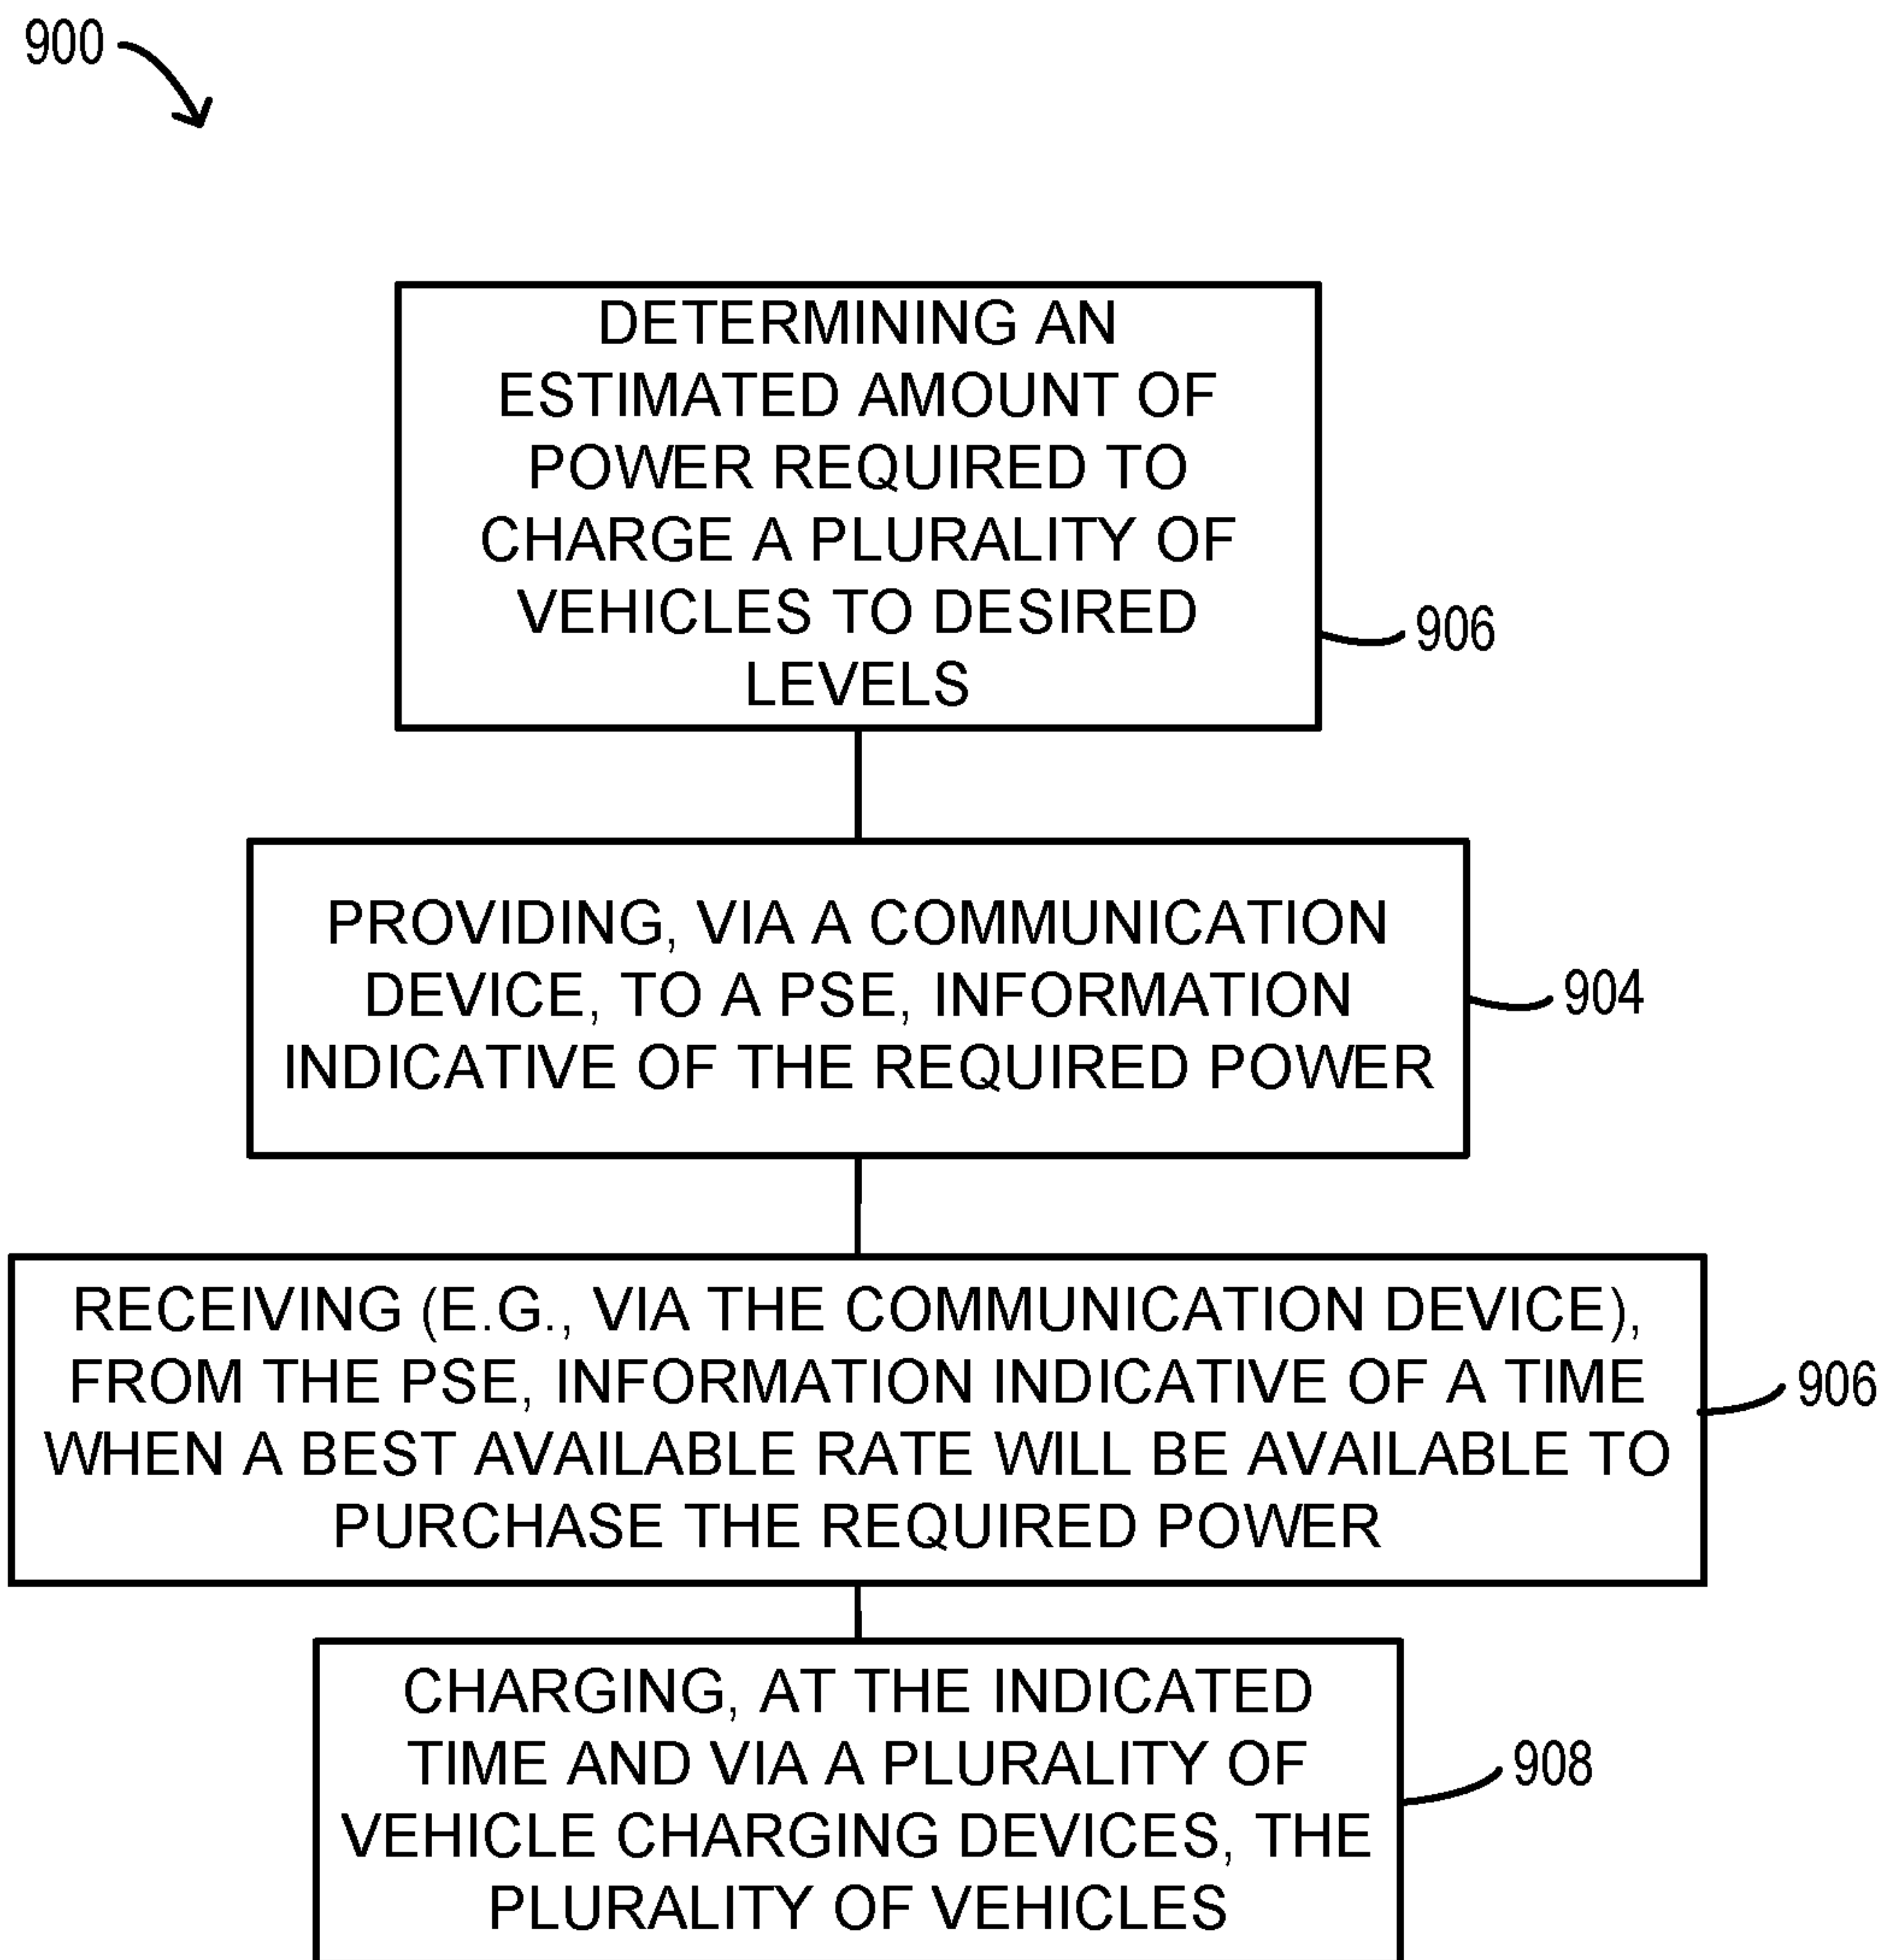 900
DETERMINING AN
ESTIMATED AMOUNT OF
POWER REQUIRED TO
CHARGE A PLURALITY OF
VEHICLES TO DESIRED
LEVELS
906
PROVIDING, VIA A COMMUNICATION
DEVICE, TO A PSE, INFORMATION
INDICATIVE OF THE REQUIRED POWER
904
RECEIVING (E.G., VIA THE COMMUNICATION DEVICE),
FROM THE PSE, INFORMATION INDICATIVE OF A TIME
WHEN A BEST AVAILABLE RATE WILL BE AVAILABLE TO
PURCHASE THE REQUIRED POWER
906
CHARGING, AT THE INDICATED
TIME AND VIA A PLURALITY OF
VEHICLE CHARGING DEVICES, THE
PLURALITY OF VEHICLES
908